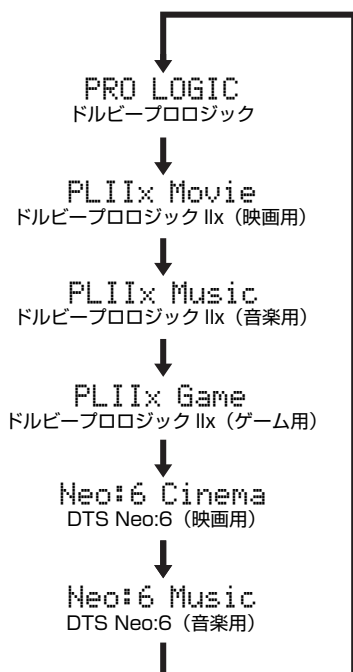 PRO LOGIC
ドルビープロロジック
PLIIx Movie
ドルビープロロジック IIx（映画用）
PLIIx Music
ドルビープロロジック IIx（音楽用）
PLIIx Game
ドルビープロロジック IIx（ゲーム用）
Neo:6 Cinema
DTS Neo:6（映画用）
Neo:6 Music
DTS Neo:6（音楽用）